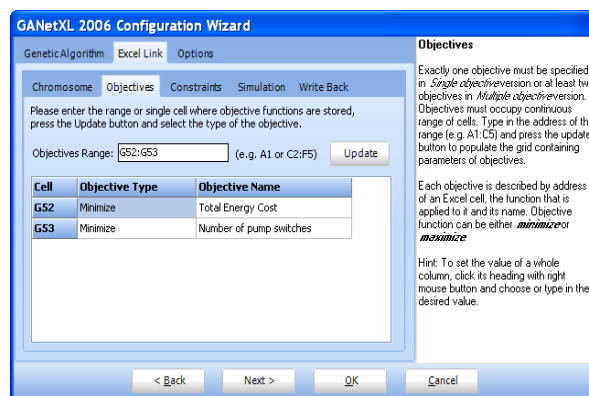 GANetXL 2006 Configuration Wizard
Genetic Algorithm Excel Link Options
Chromosome Objectives Constraints Simulation Write Back
Please enter the range or single cell where objective functions are stored,
press the Update button and select the type of the objective.
Objectives Range: G52:G53 (e.g. A1 or C2:F5) Update
Cell Objective Type Objective Name
G52 Minimize Total Energy Cost
G53 Minimize Number of pump switches
< Back Next > OK Cancel
Objectives
Exactly one objective must be specified
in Single objective version or at least tw
objectives in Multiple objective version.
Objectives must occupy continuous
range of cells. Type in the address of th
range (e.g. A1:C5) and press the update
button to populate the grid containing
parameters of objectives.
Each objective is described by address
of an Excel cell, the function that is
applied to it and its name. Objective
function can be either minimize or
maximize
Hint: To set the value of a whole
column, click its heading with right
mouse button and choose or type in the
desired value.